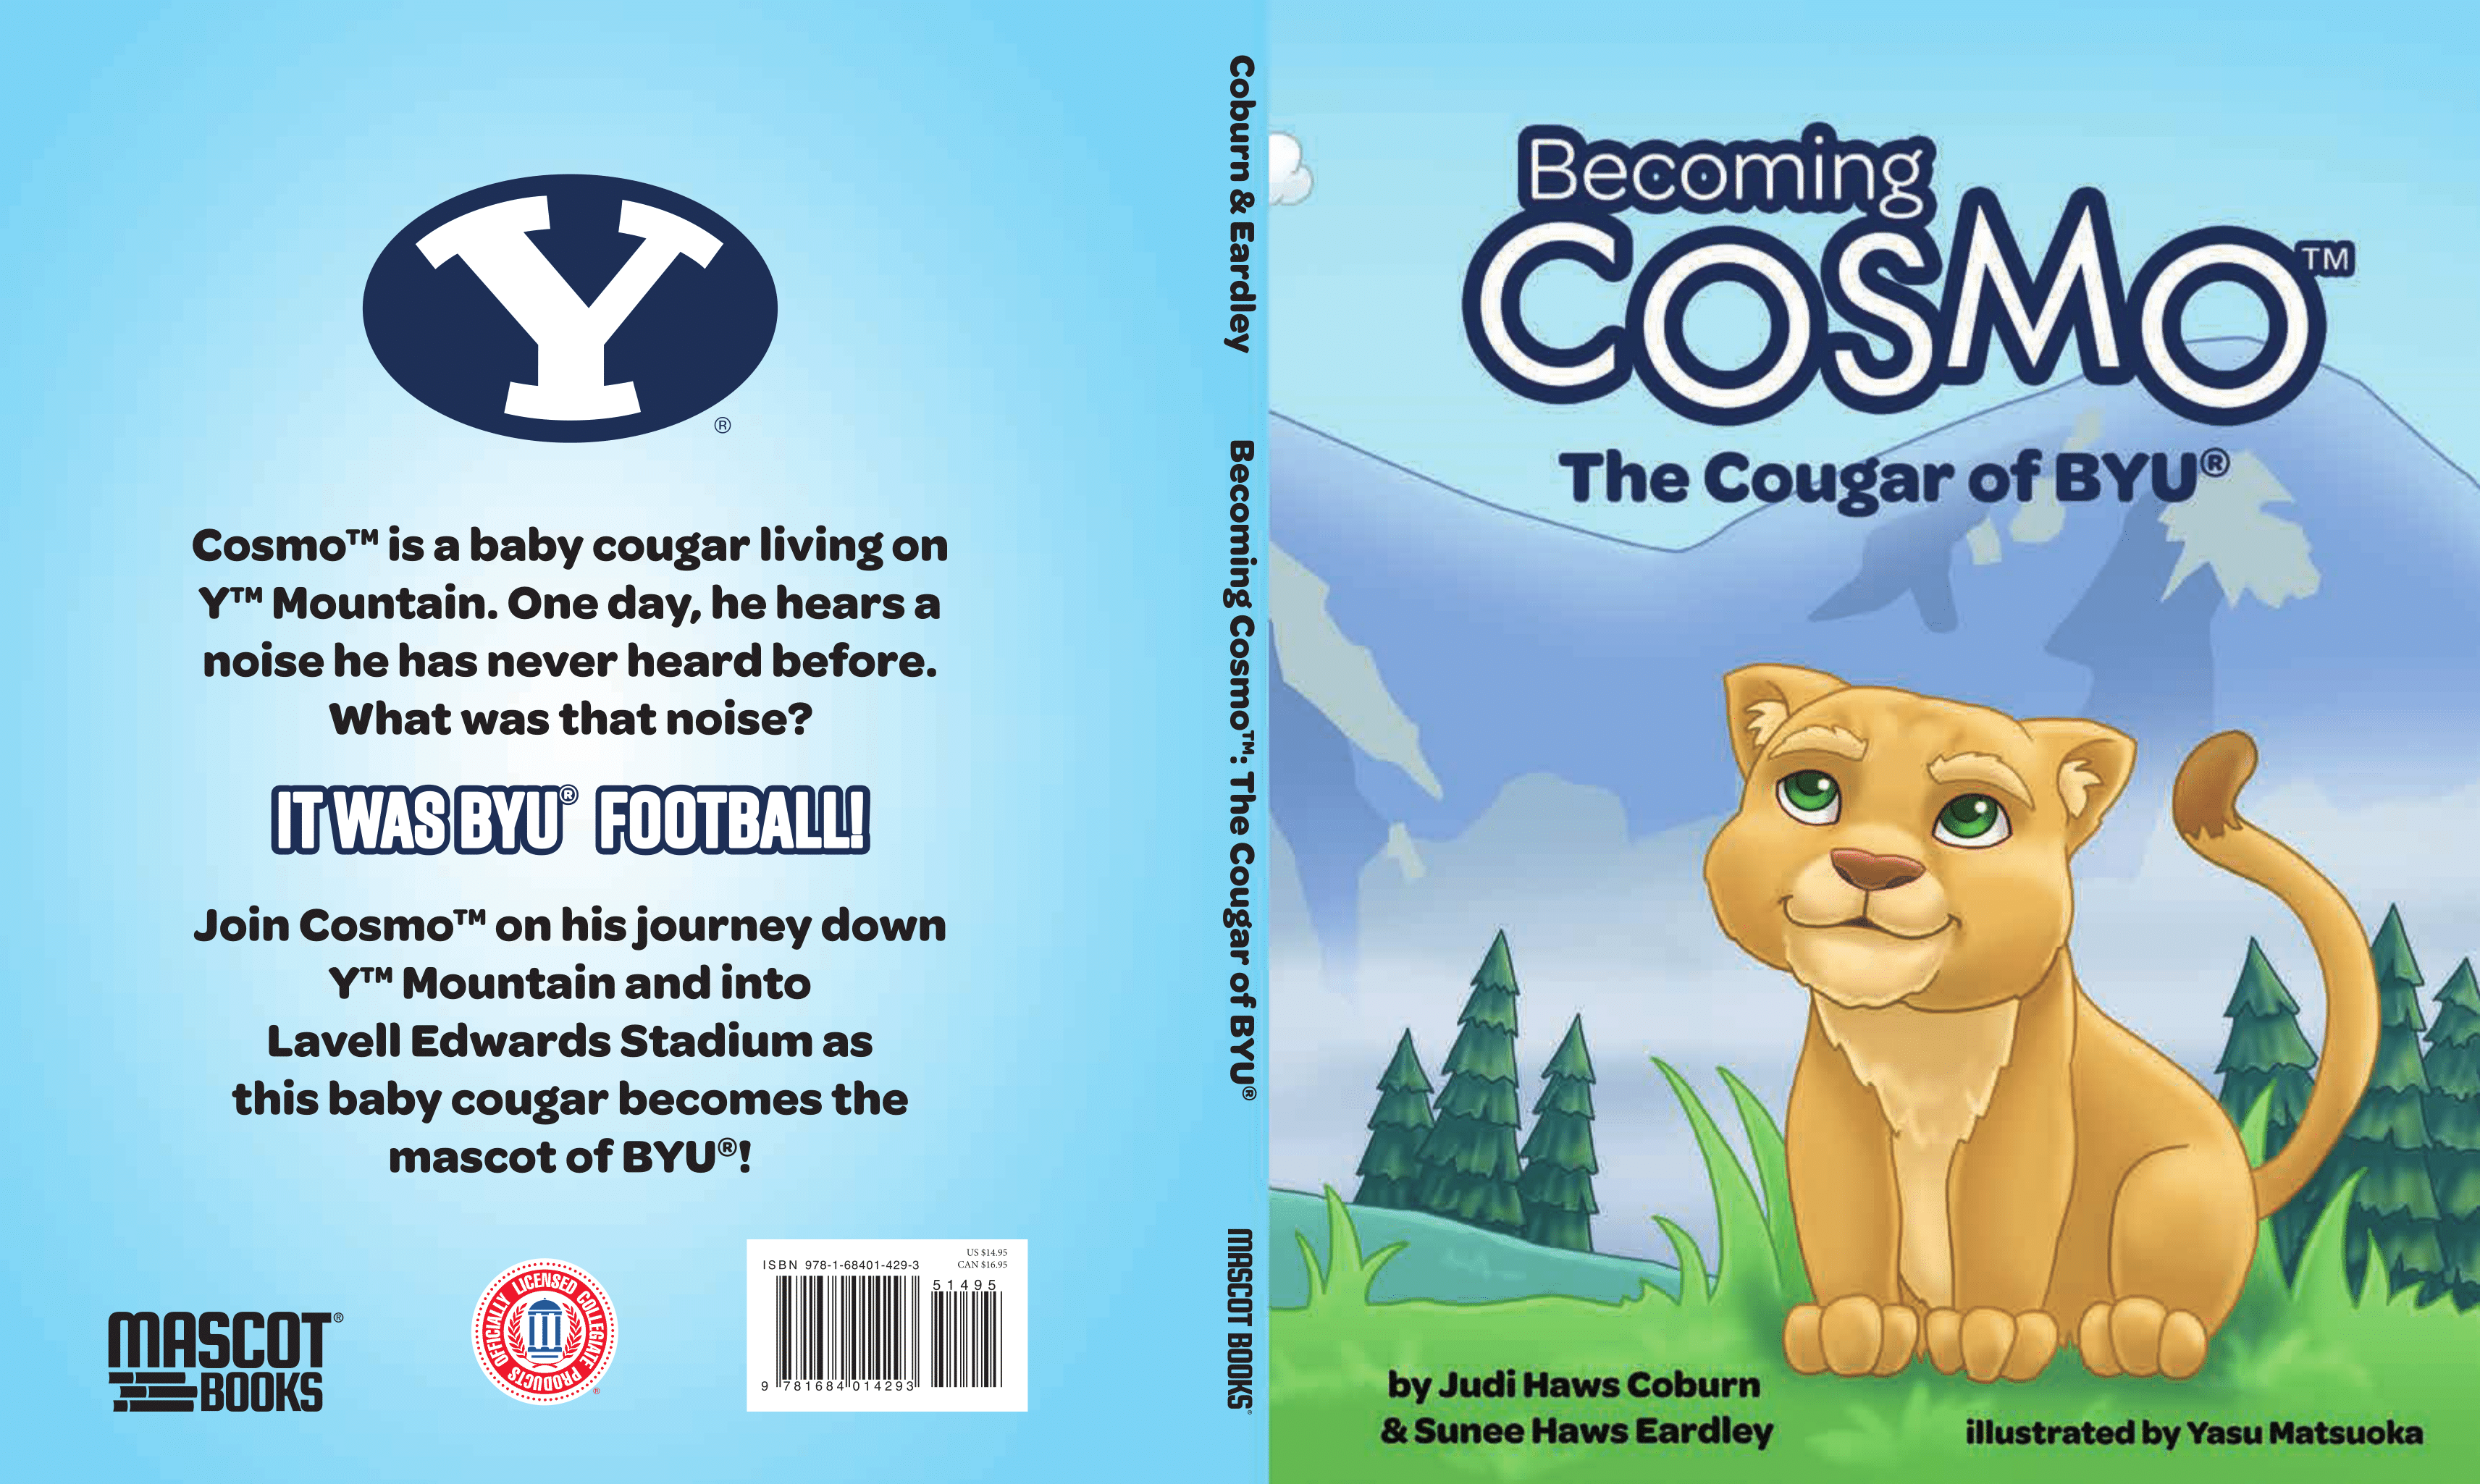 Y
®
Cosmo™ is a baby cougar living on
Y™ Mountain. One day, he hears a
noise he has never heard before.
What was that noise?
IT WAS BYU® FOOTBALL!
Join Cosmo™ on his journey down
Y™ Mountain and into
Lavell Edwards Stadium as
this baby cougar becomes the
mascot of BYU®!
MASCOT®
BOOKS
OFFICIALLY LICENSED COLLEGIATE PRODUCTS
®
ISBN 978-1-68401-429-3
US $14.95
CAN $16.95
51495
9 781684 014293
Coburn & Eardley
Becoming Cosmo™: The Cougar of BYU®
MASCOT BOOKS®
Becoming
COSMO™
The Cougar of BYU®
by Judi Haws Coburn
& Sunee Haws Eardley
illustrated by Yasu Matsuoka